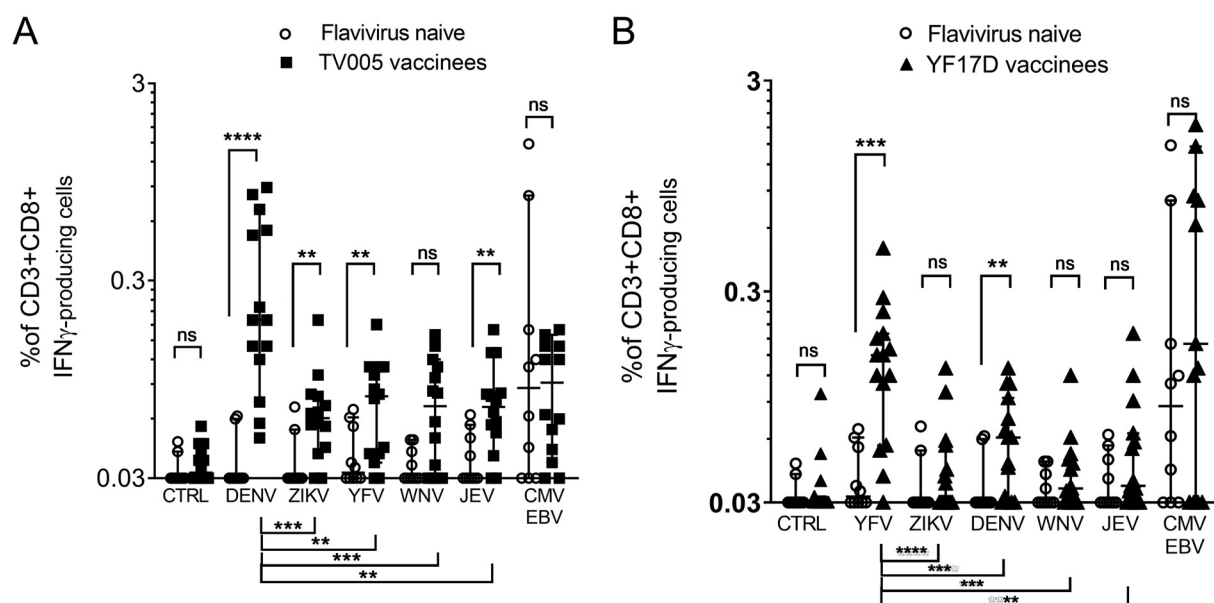 A
Flavivirus naive
TV005 vaccinees
%of CD3+CD8+
IFNγ-producing cells
3
0.3
0.03
ns
****
**
**
ns
**
ns
CTRL DENV ZIKV YFV WNV JEV CMV
EBV
***
**
***
**
B
Flavivirus naive
YF17D vaccinees
%of CD3+CD8+
IFNγ-producing cells
3
0.3
0.03
ns
***
ns
**
ns
ns
ns
CTRL YFV ZIKV DENV WNV JEV CMV
EBV
****
****
***
****